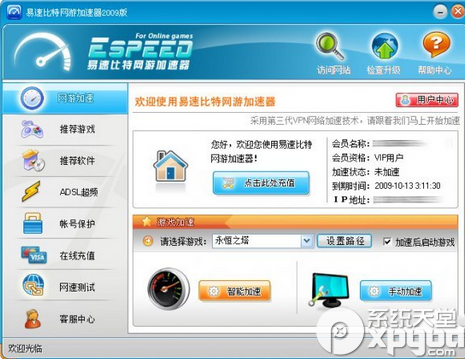 易速比特网游加速器2009版
For Online games
ESPEED
易速比特网游加速器
访问网站
检查升级
帮助中心
网游加速
推荐游戏
推荐软件
ADSL超频
帐号保护
在线充值
网速测试
客服中心
欢迎使用易速比特网游加速器
用户中心
采用第三代VPN网络加速技术，请跟着我们马上开始加速
您好，欢迎您使用易速比特
网游加速器！
点击此处充值
会员名称：
会员资格：VIP用户
加速状态：未加速
到期时间：2009-10-13 3:11:30
I P 地址：
游戏加速
请选择游戏：
永恒之塔
设置路径
加速后启动游戏
智能加速
手动加速
欢迎光临
系统天堂